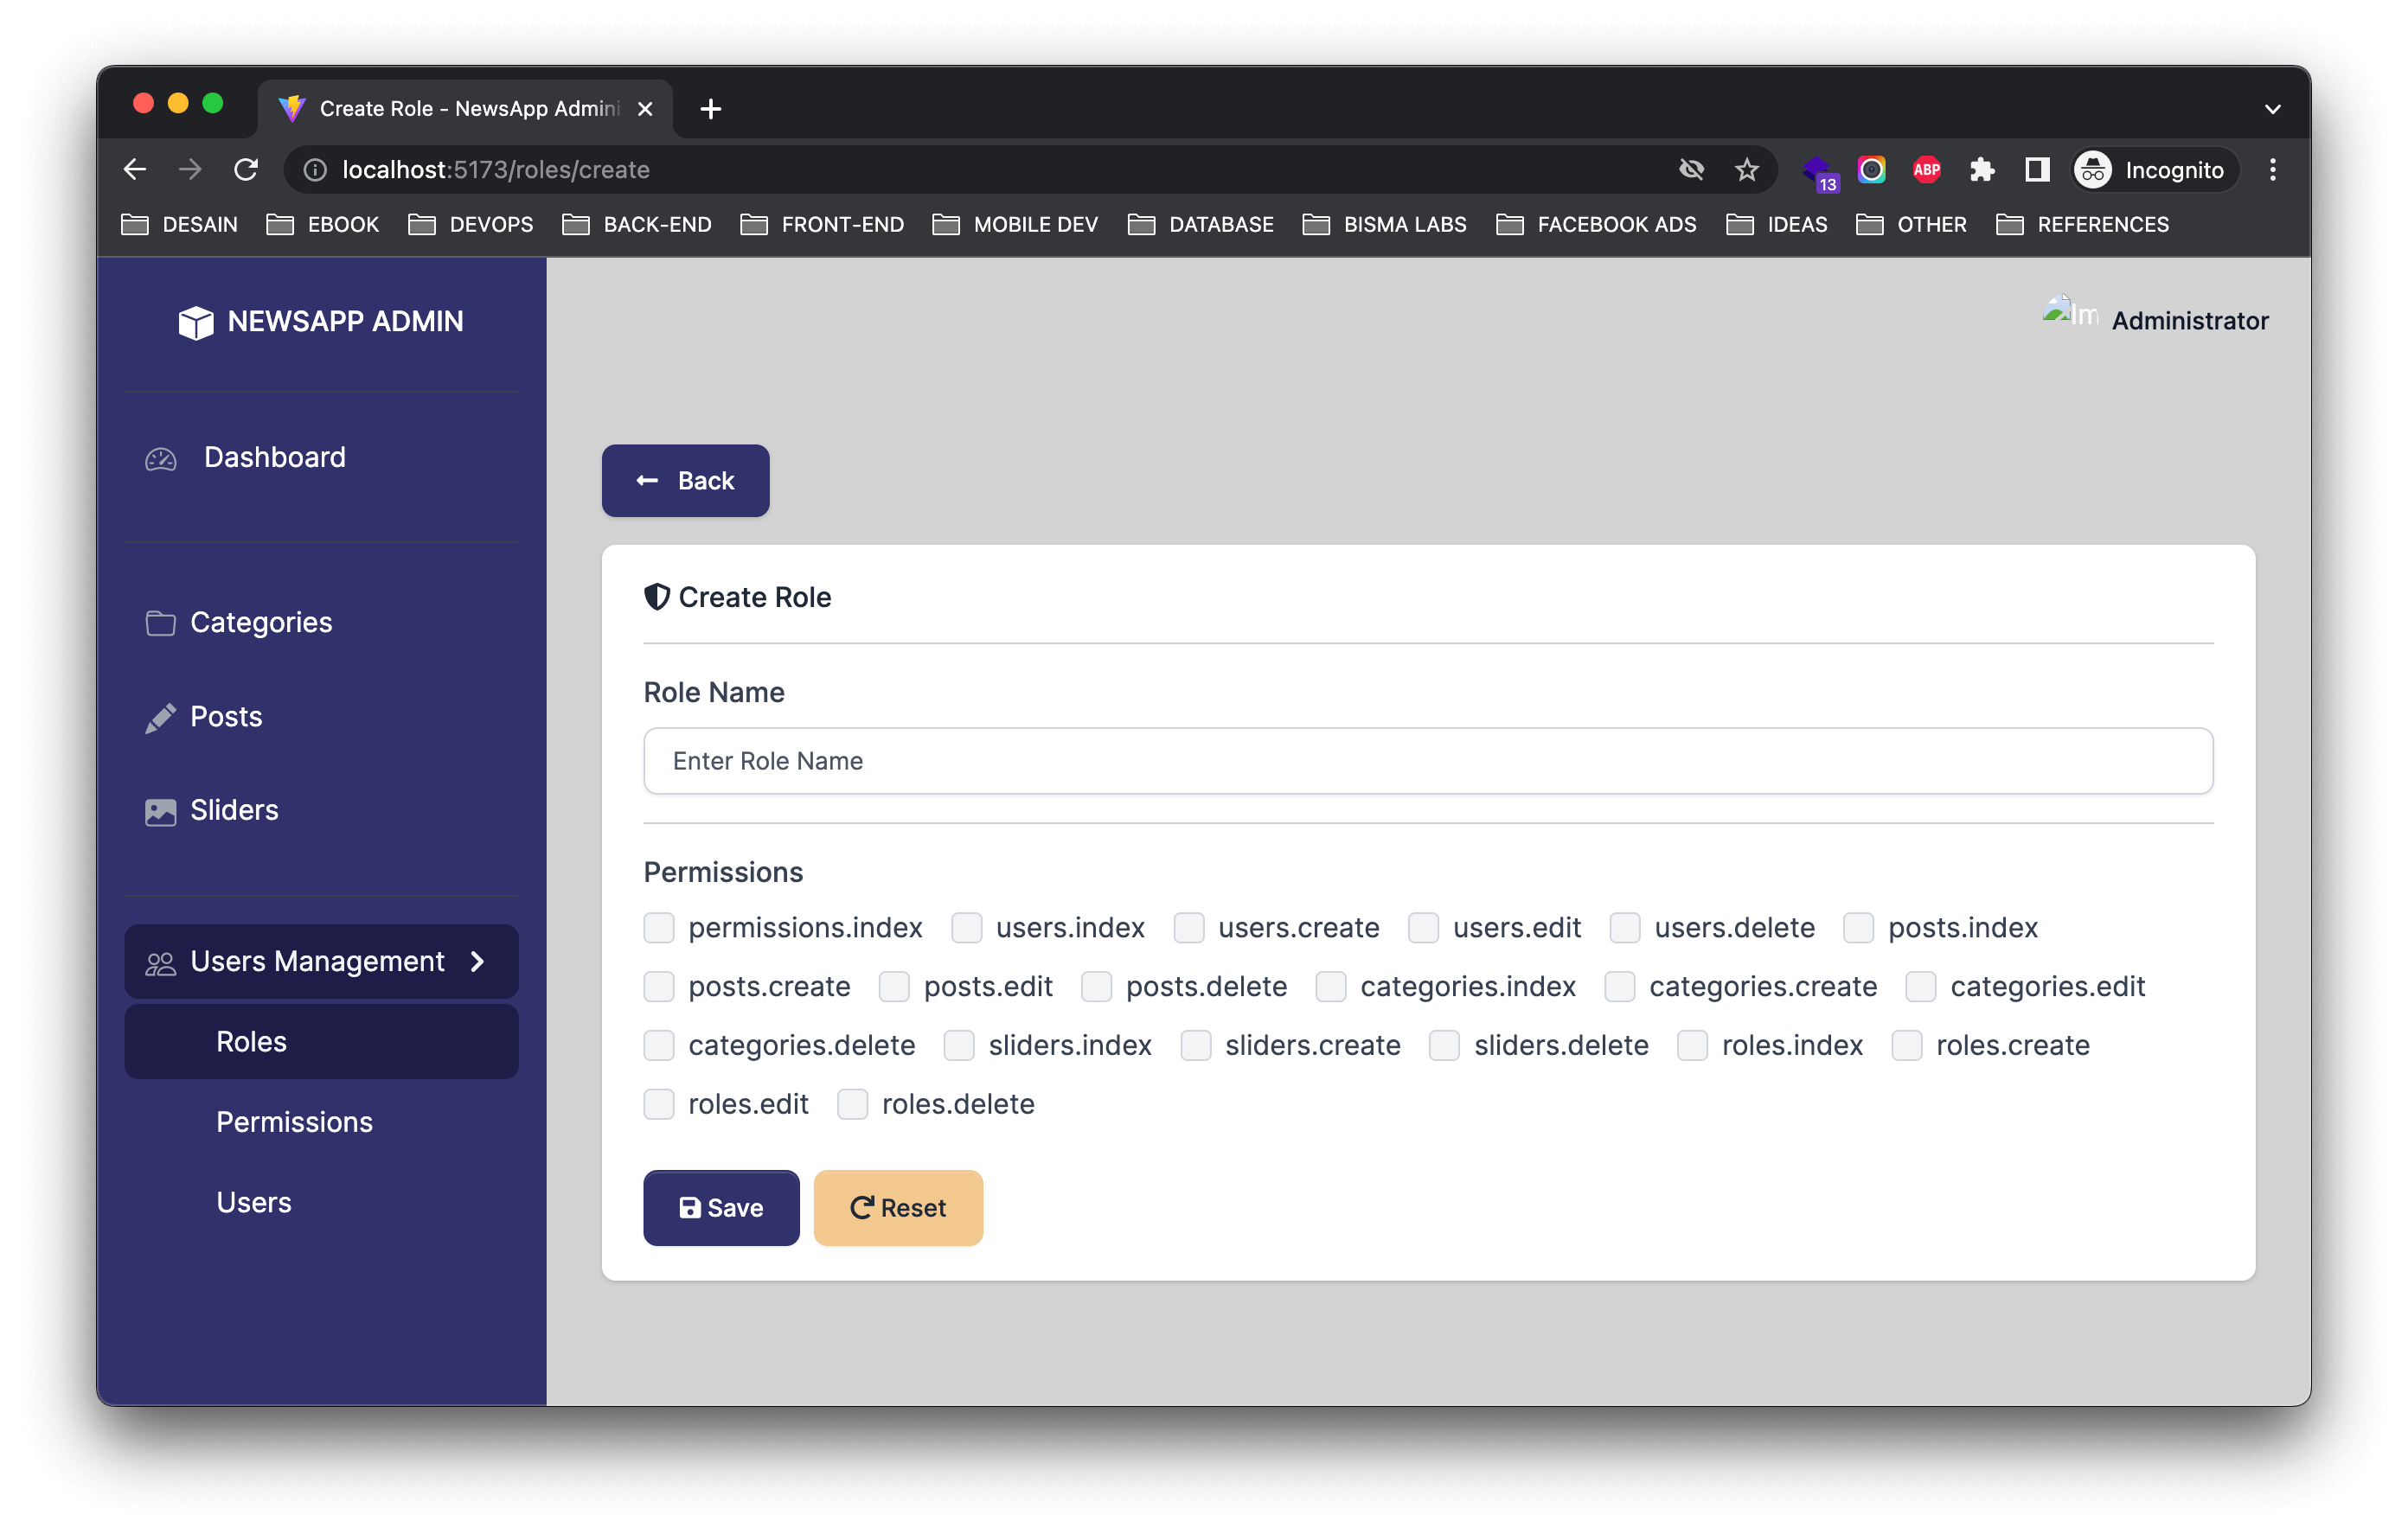 Create Role - NewsApp Admini
localhost:5173/roles/create
13
ABP
Incognito
DESAIN EBOOK DEVOPS BACK-END FRONT-END MOBILE DEV DATABASE BISMA LABS FACEBOOK ADS IDEAS OTHER REFERENCES
NEWSAPP ADMIN
Im Administrator
Dashboard
Categories
Posts
Sliders
Users Management
Roles
Permissions
Users
Back
Create Role
Role Name
Enter Role Name
Permissions
permissions.index users.index users.create users.edit users.delete posts.index
posts.create posts.edit posts.delete categories.index categories.create categories.edit
categories.delete sliders.index sliders.create sliders.delete roles.index roles.create
roles.edit roles.delete
Save Reset